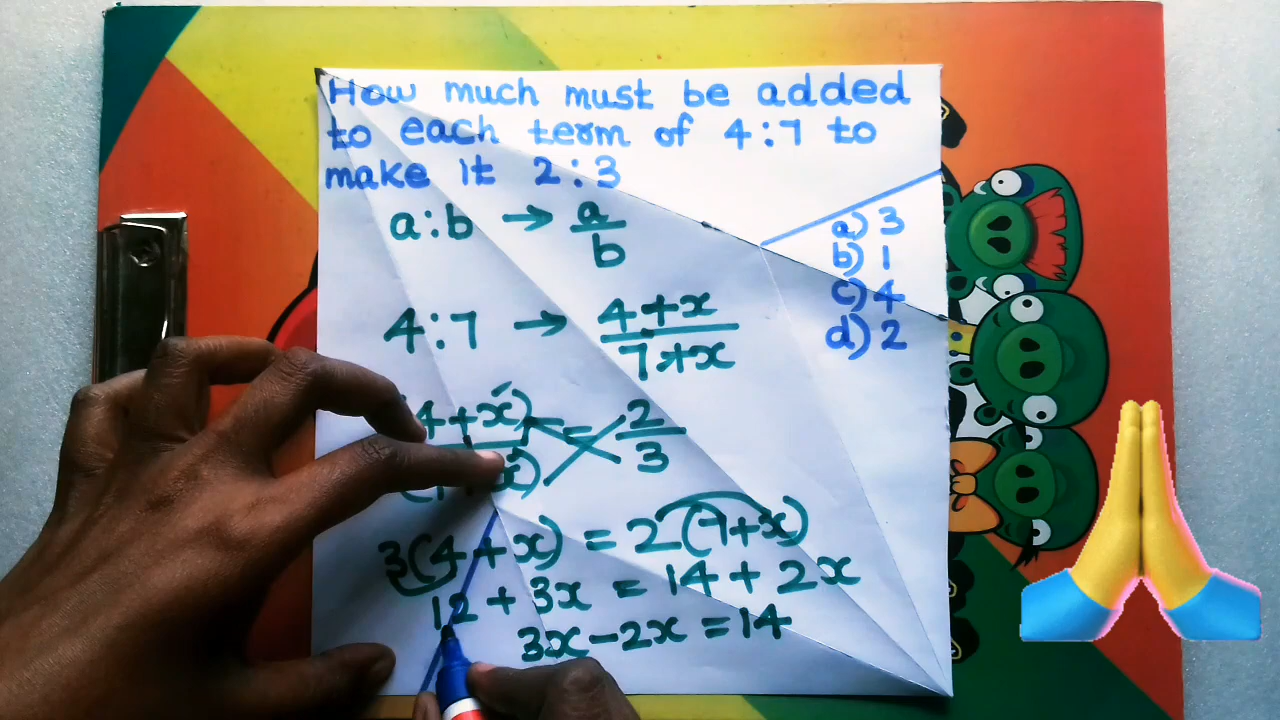 How much must be added
to each term of 4:7 to
make it 2:3
a:b → a/b
a) 3
b) 1
c) 4
d) 2
4:7 → 4+x/7+x
(4+x) = 2/3
3(4+x) = 2(7+x)
12 + 3x = 14 + 2x
3x-2x = 14